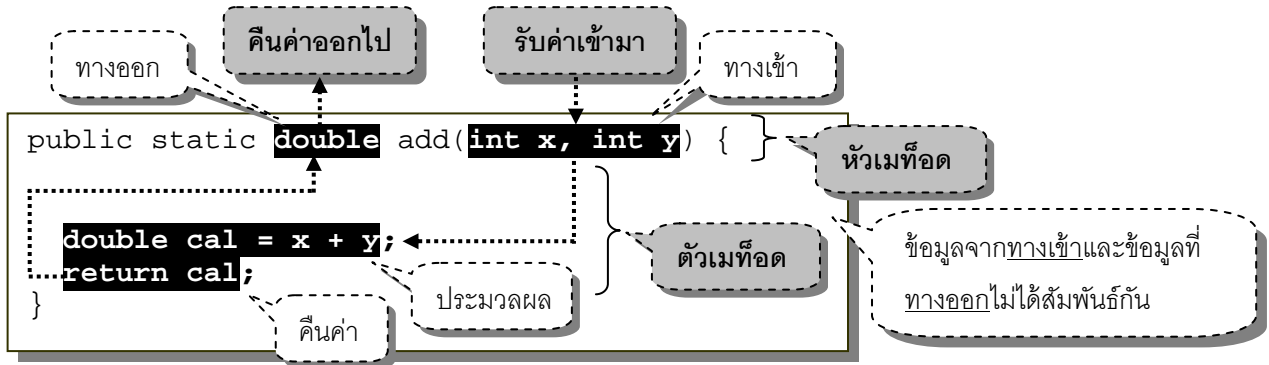 คืนค่าออกไป
รับค่าเข้ามา
ทางออก
ทางเข้า
public static double add(int x, int y) {
หัวเมท็อด
double cal = x + y;
return cal;
}
ตัวเมท็อด
ประมวลผล
คืนค่า
ข้อมูลจากทางเข้าและข้อมูลที่
ทางออกไม่ได้สัมพันธ์กัน